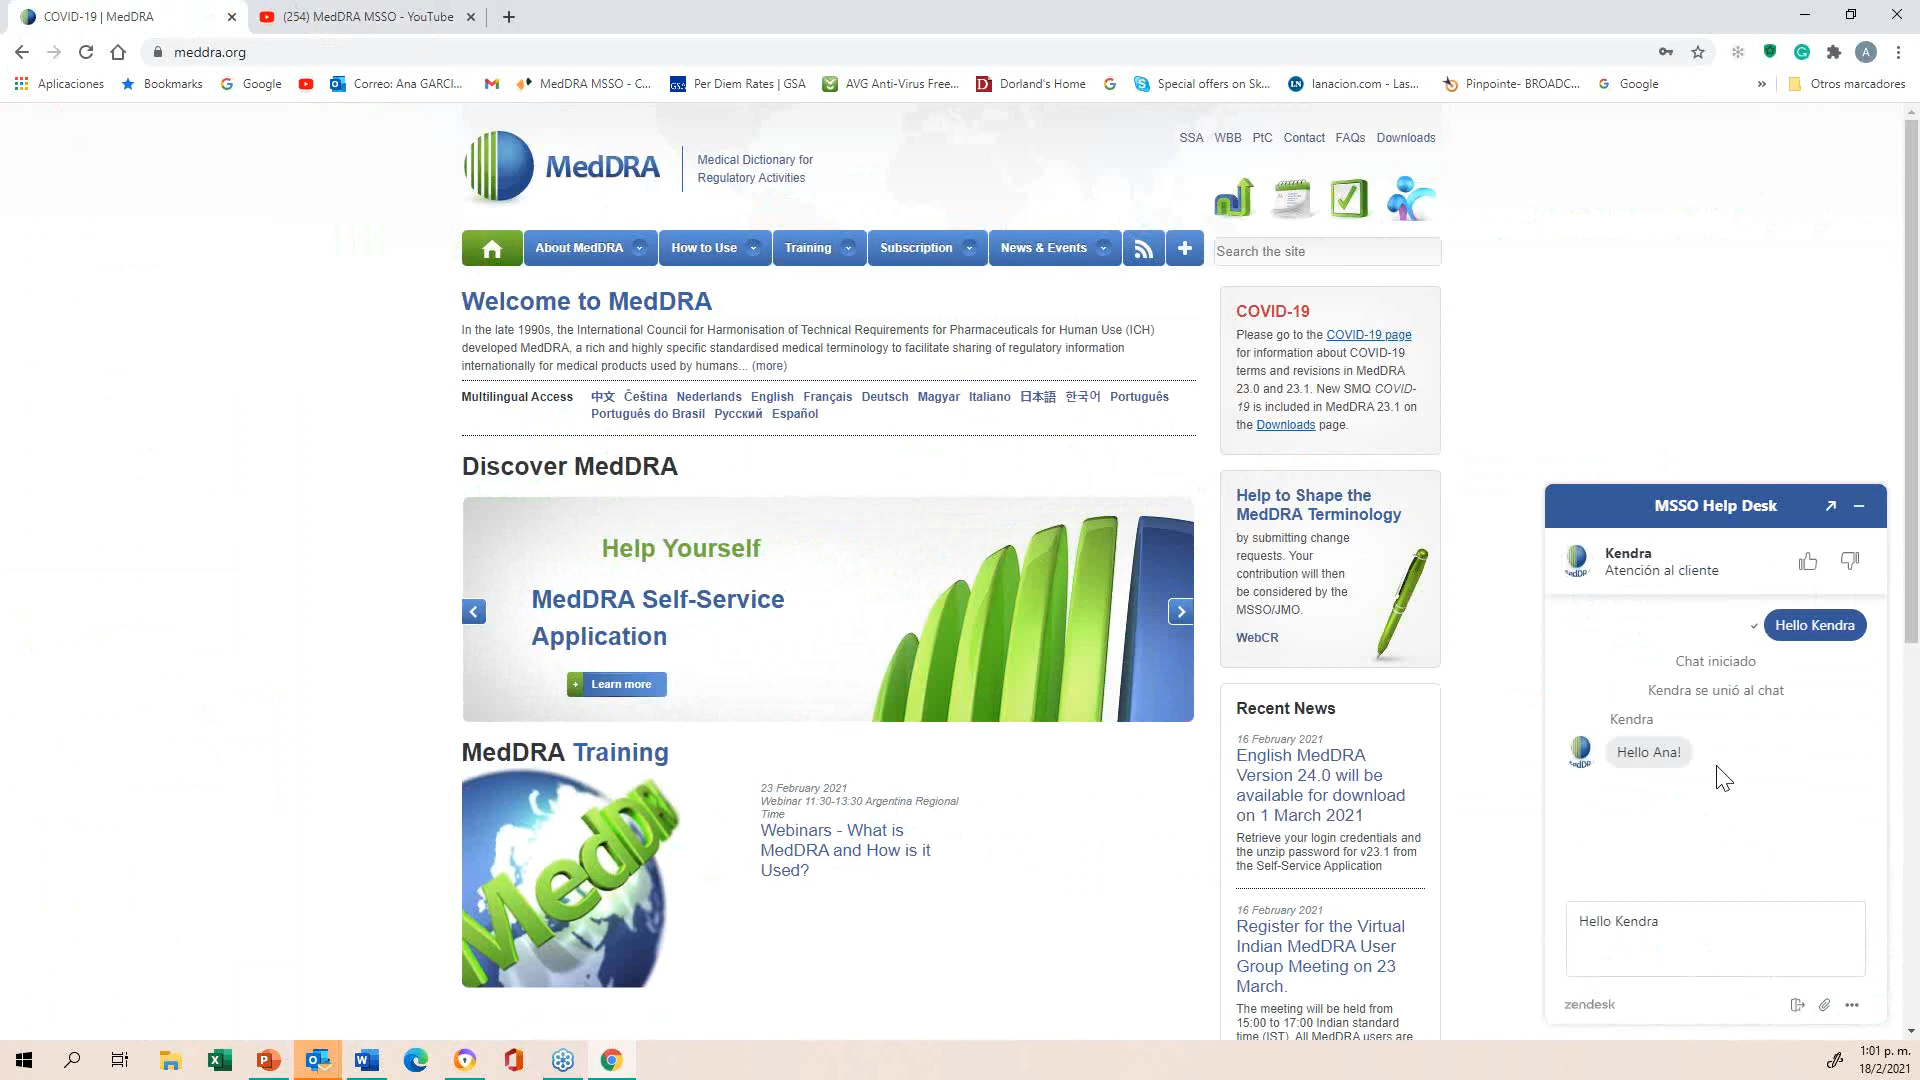 COVID-19 | MedDRA
(254) MedDRA MSSO - YouTube
meddra.org
A
Aplicaciones
Bookmarks
Google
Correo: Ana GARCI...
MedDRA MSSO - C...
Per Diem Rates | GSA
AVG Anti-Virus Free...
Dorland's Home
Special offers on Sk...
lanacion.com - Las...
Pinpointe- BROADC...
Google
Otros marcadores
MedDRA
Medical Dictionary for
Regulatory Activities
SSA WBB PtC Contact FAQs Downloads
About MedDRA
How to Use
Training
Subscription
News & Events
Search the site
Welcome to MedDRA
In the late 1990s, the International Council for Harmonisation of Technical Requirements for Pharmaceuticals for Human Use (ICH)
developed MedDRA, a rich and highly specific standardised medical terminology to facilitate sharing of regulatory information
internationally for medical products used by humans... (more)
Multilingual Access 中文 Čeština Nederlands English Français Deutsch Magyar Italiano 日本語 한국어 Português
Português do Brasil Русский Español
Discover MedDRA
Help Yourself
MedDRA Self-Service
Application
Learn more
MedDRA Training
MedDRA
23 February 2021
Webinar 11:30-13:30 Argentina Regional
Time
Webinars - What is
MedDRA and How is it
Used?
COVID-19
Please go to the COVID-19 page
for information about COVID-19
terms and revisions in MedDRA
23.0 and 23.1. New SMQ COVID-
19 is included in MedDRA 23.1 on
the Downloads page.
Help to Shape the
MedDRA Terminology
by submitting change
requests. Your
contribution will then
be considered by the
MSSO/JMO.
WebCR
Recent News
16 February 2021
English MedDRA
Version 24.0 will be
available for download
on 1 March 2021
Retrieve your login credentials and
the unzip password for v23.1 from
the Self-Service Application
16 February 2021
Register for the Virtual
Indian MedDRA User
Group Meeting on 23
March.
The meeting will be held from
15:00 to 17:00 Indian standard
time (IST). All MedDRA users are
MSSO Help Desk
Kendra
Atención al cliente
Hello Kendra
Chat iniciado
Kendra se unió al chat
Kendra
Hello Ana!
Hello Kendra
zendesk
1:01 p. m.
18/2/2021